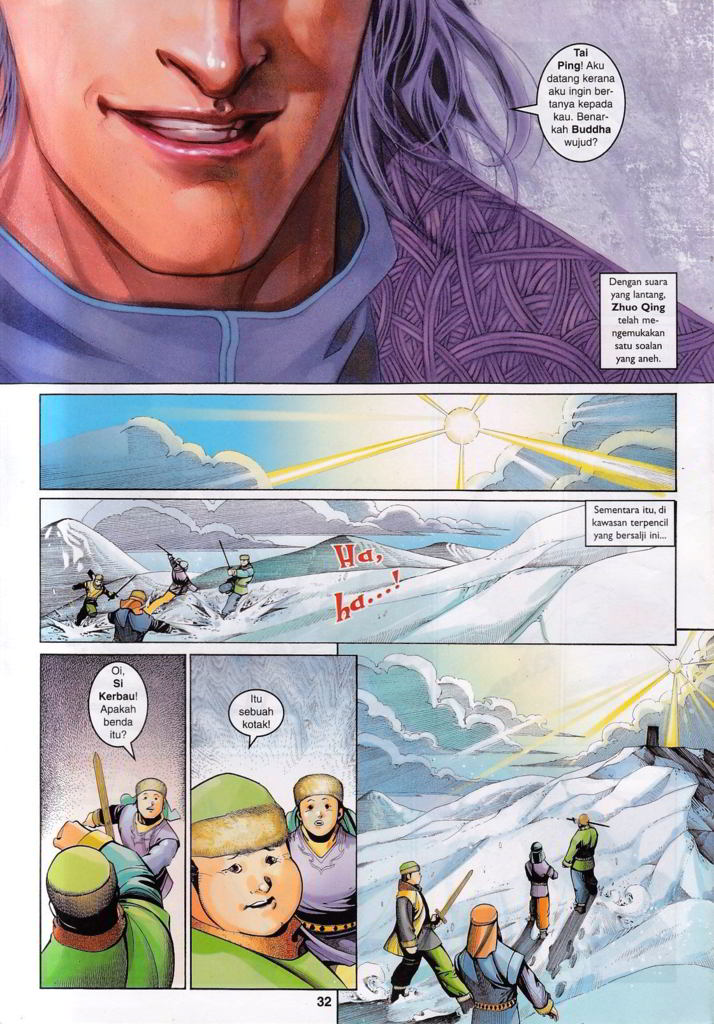 Tai
Ping! Aku
datang kerana
aku ingin ber-
tanya kepada
kau. Benar-
kah Buddha
wujud?
Dengan suara
yang lantang,
Zhuo Qing
telah me-
ngemukakan
satu soalan
yang aneh.
Sementara itu, di
kawasan terpencil
yang bersalji ini...
Ha,
ha...!
Oi,
Si
Kerbau!
Apakah
benda
itu?
Itu
sebuah
kotak!
32